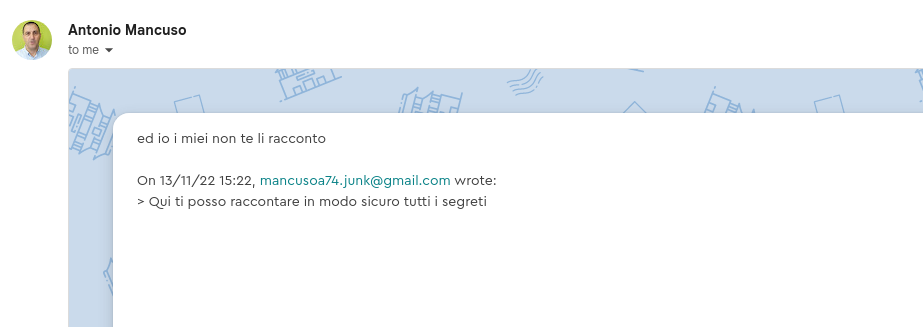 Antonio Mancuso
to me
ed io i miei non te li racconto
On 13/11/22 15:22, mancusoa74.junk@gmail.com wrote:
> Qui ti posso raccontare in modo sicuro tutti i segreti